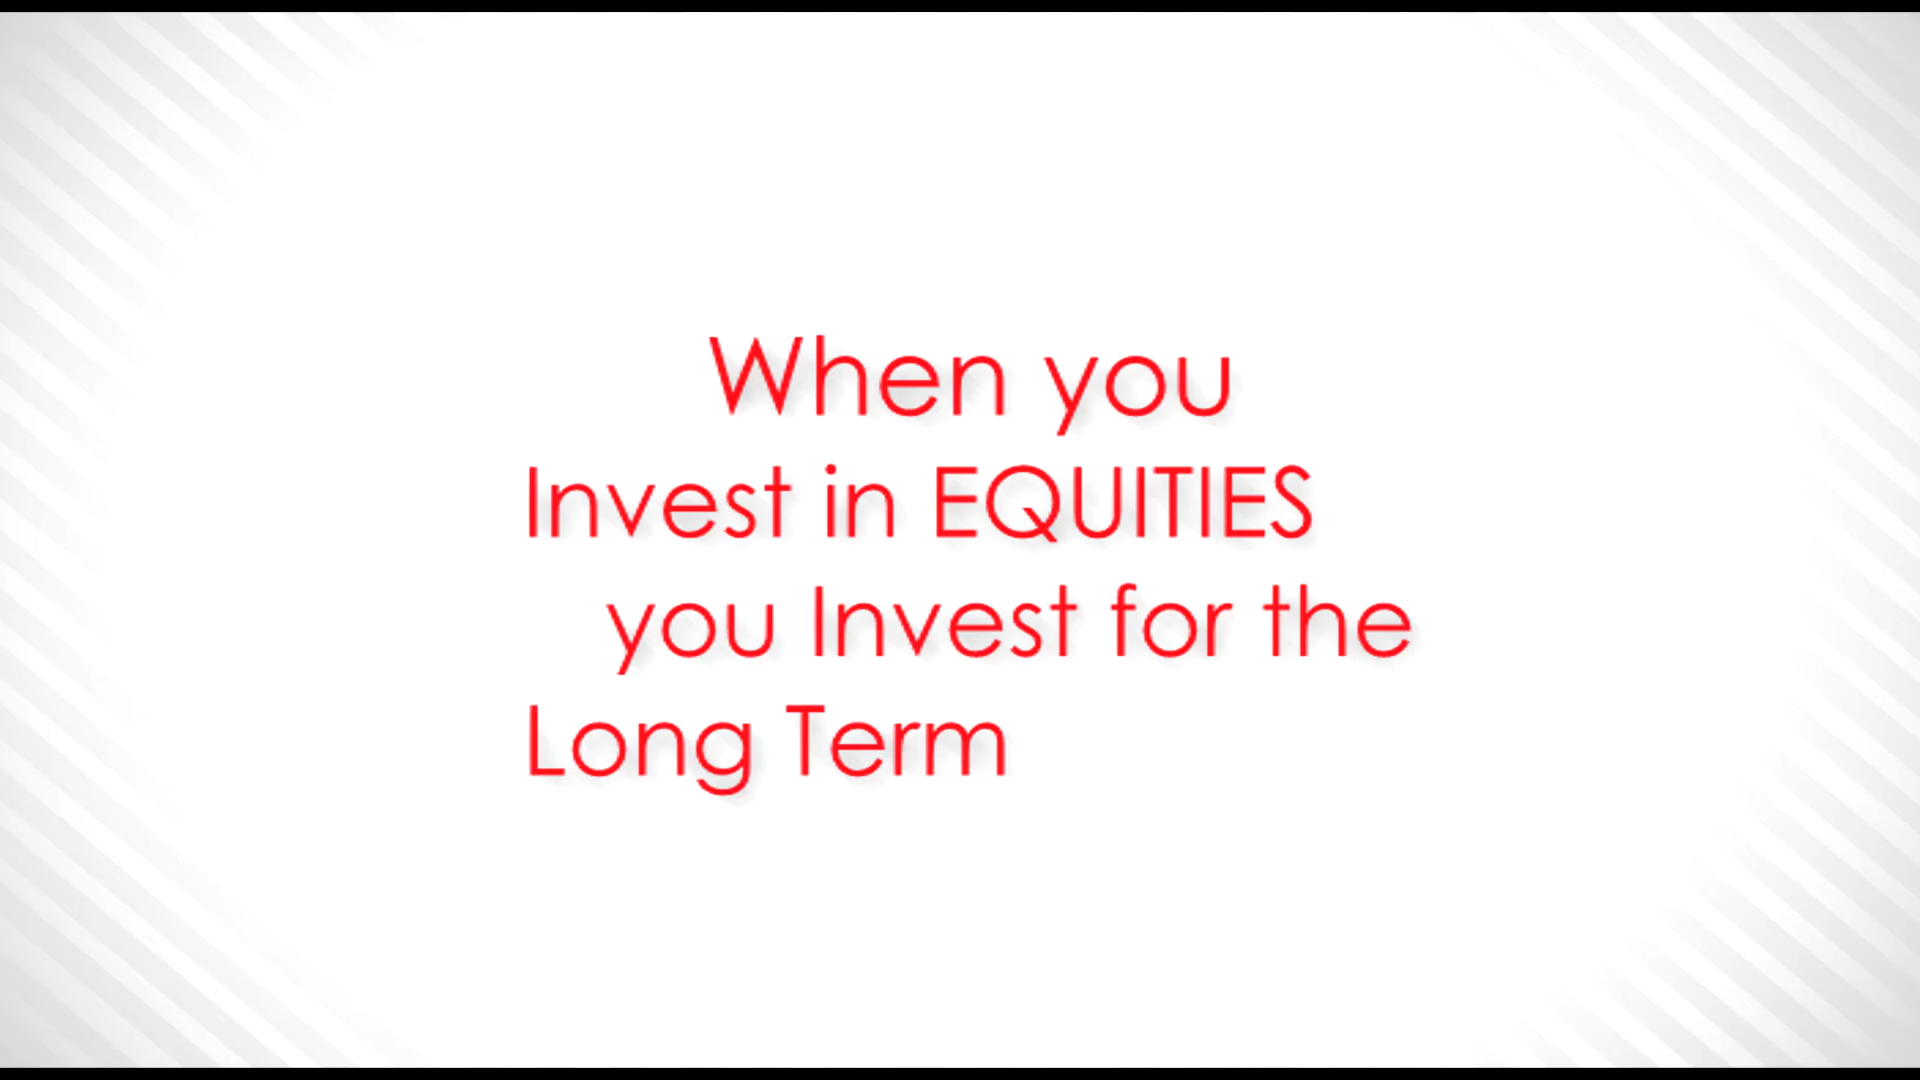 When you
Invest in EQUITIES
you Invest for the
Long Term